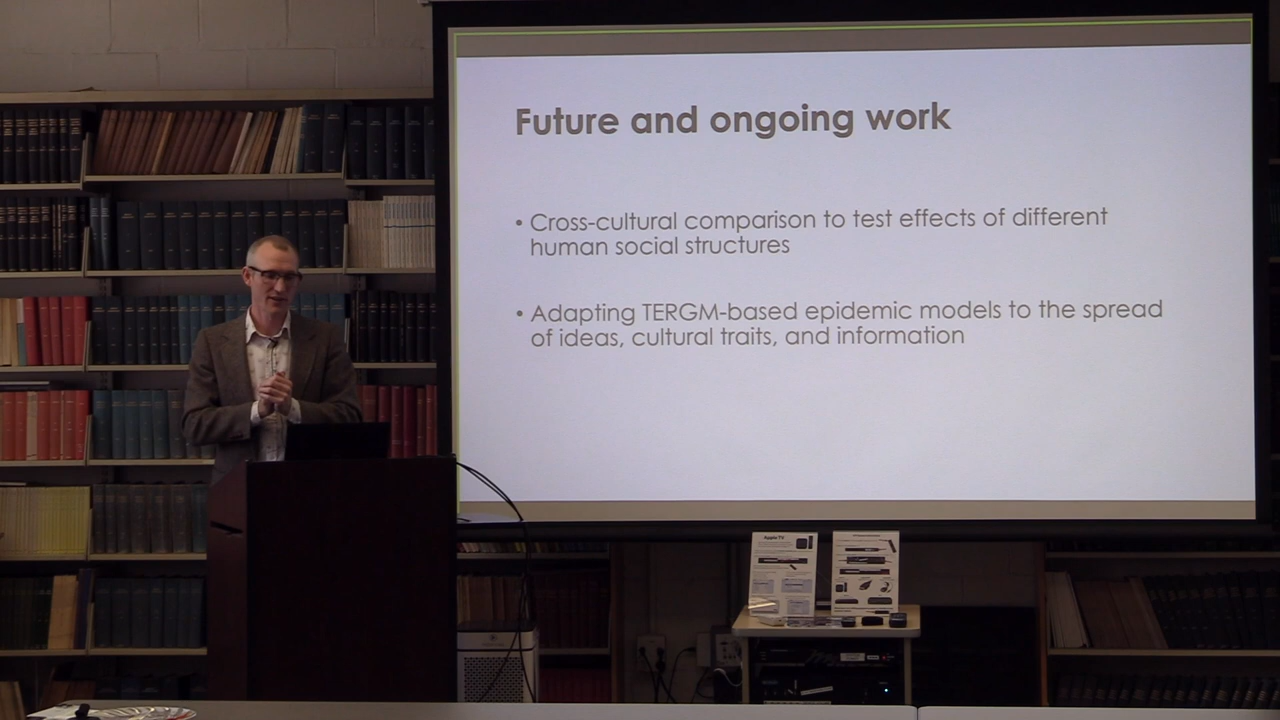 Future and ongoing work
• Cross-cultural comparison to test effects of different
human social structures
• Adapting TERGM-based epidemic models to the spread
of ideas, cultural traits, and information
Apple TV